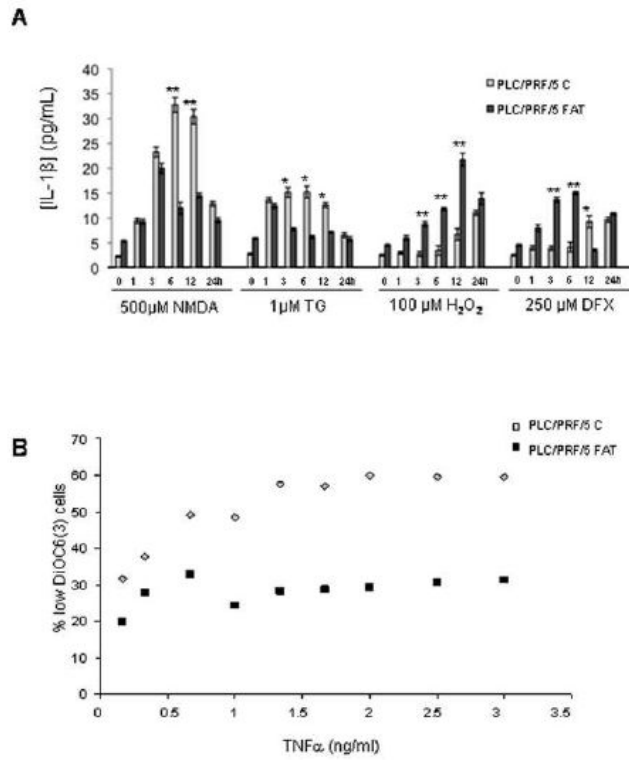 A
[IL-1β] (pg/mL)
40
35
30
25
20
15
10
5
0
PLC/PRF/5 C
PLC/PRF/5 FAT
** ** * * * ** ** ** ** ** *
0 1 3 6 12 24h 0 1 3 6 12 24h 0 1 3 6 12 24h 0 1 3 6 12 24h
500µM NMDA 1µM TG 100 µM H₂O₂ 250 µM DFX
B
% low DiOC6(3) cells
70
60
50
40
30
20
10
0
PLC/PRF/5 C
PLC/PRF/5 FAT
0 0.5 1 1.5 2 2.5 3 3.5
TNFα (ng/ml)